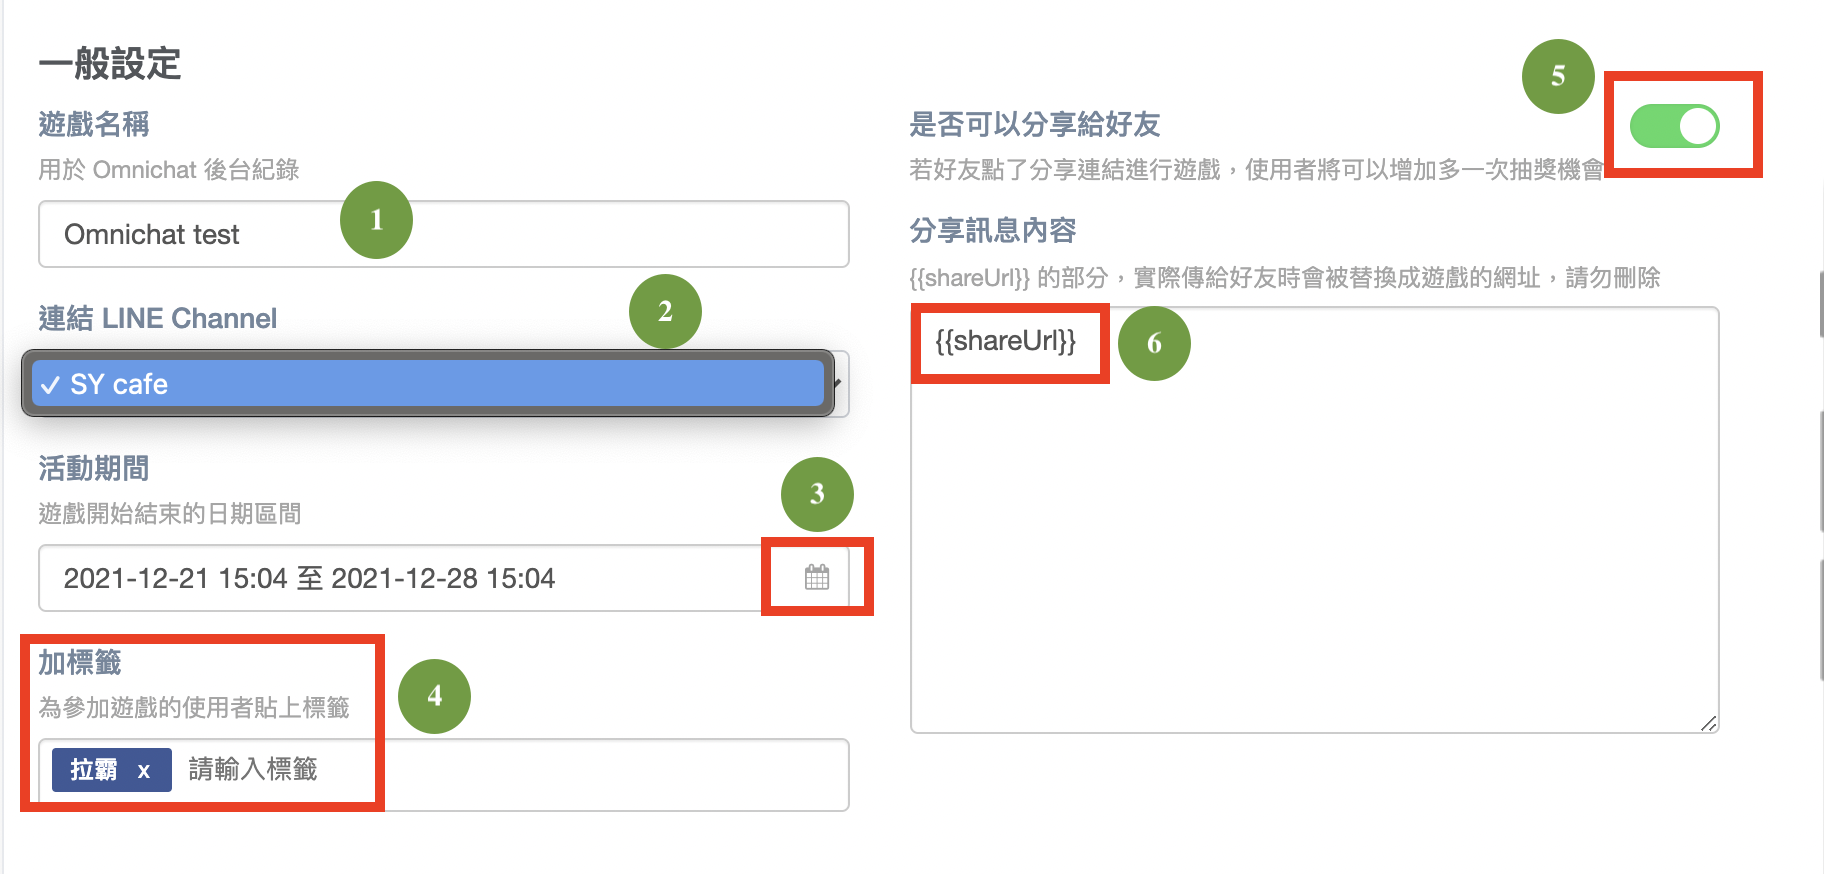 一般設定
遊戲名稱
用於 Omnichat 後台紀錄
Omnichat test
1
連結 LINE Channel
2
✓ SY cafe
活動期間
遊戲開始結束的日期區間
3
2021-12-21 15:04 至 2021-12-28 15:04
加標籤
為參加遊戲的使用者貼上標籤
4
拉霸 x 請輸入標籤
是否可以分享給好友
5
若好友點了分享連結進行遊戲，使用者將可以增加多一次抽獎機會
分享訊息內容
{{shareUrl}} 的部分，實際傳給好友時會被替換成遊戲的網址，請勿刪除
{{shareUrl}}
6